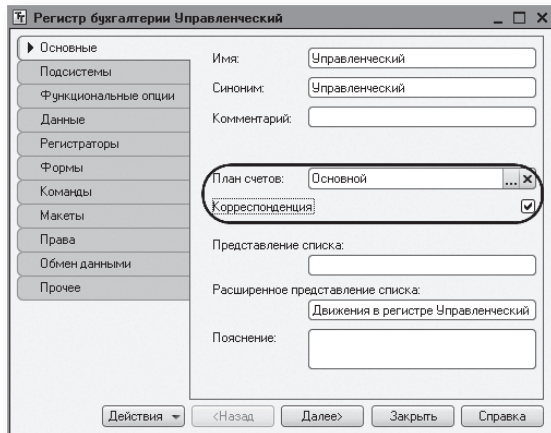 Регистр бухгалтерии Управленческий
Основные
Подсистемы
Функциональные опции
Данные
Регистраторы
Формы
Команды
Макеты
Права
Обмен данными
Прочее
Имя: Управленческий
Синоним: Управленческий
Комментарий:
План счетов: Основной ... ×
Корреспонденция
Представление списка:
Расширенное представление списка:
Движения в регистре Управленческий
Пояснение:
Действия <Назад Далее> Закрыть Справка